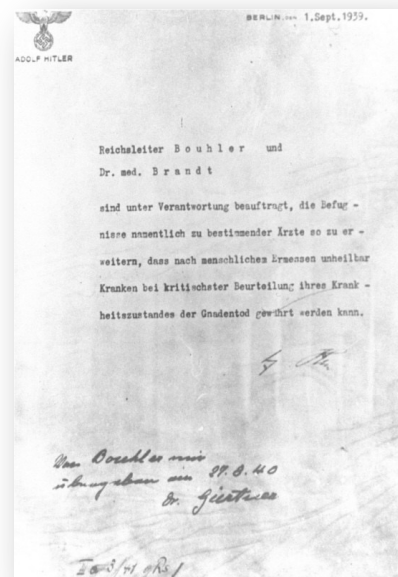 BERLIN, DEN 1.Sept.1939.
ADOLF HITLER
Reichsleiter B o u h l e r und
Dr. med. B r a n d t
sind unter Verantwortung beauftragt, die Befug -
nisse namentlich zu bestimmender Ärzte so zu er -
weitern, dass nach menschlichem Ermessen unheilbar
Kranken bei kritischster Beurteilung ihres Krank -
heitszustandes der Gnadentod gewährt werden kann.
Von Bouhler mir
übergeben am 27.8.40
Dr. Gürtner